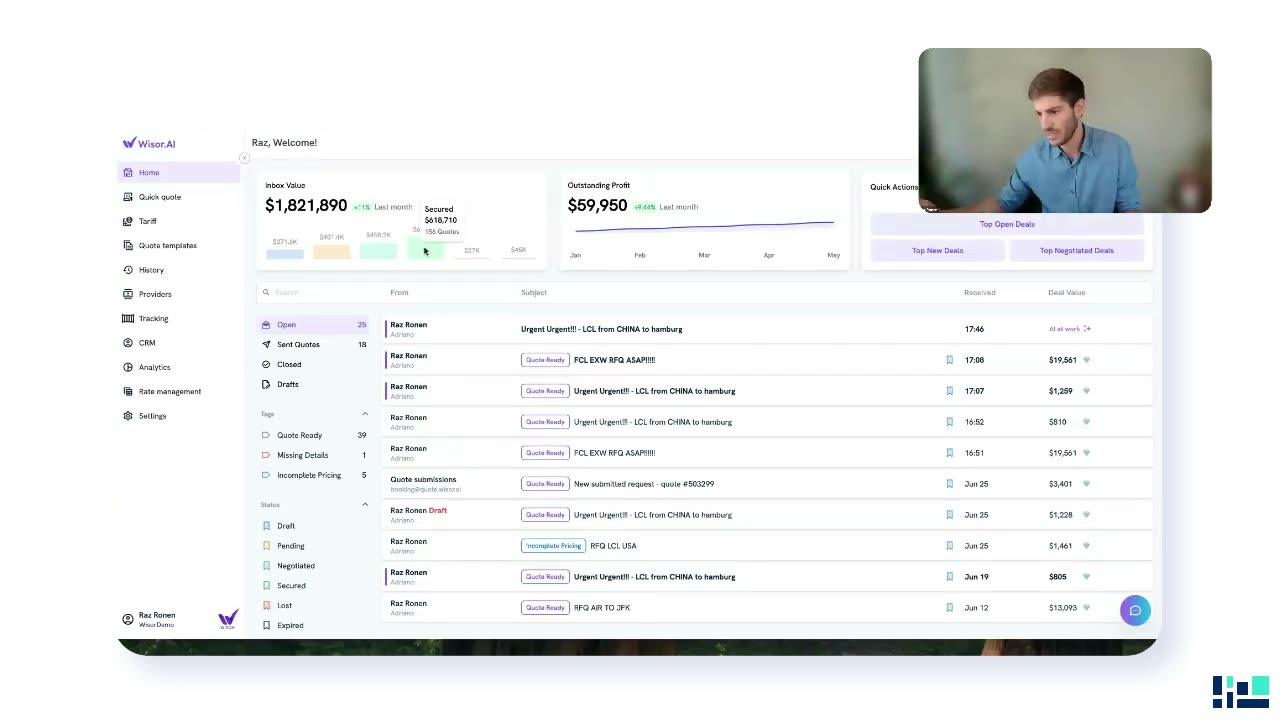 Wisor.AI
Raz, Welcome!
Home
Quick quote
Tariff
Quote templates
History
Providers
Tracking
CRM
Analytics
Rate management
Settings
Raz Ronen
WisorDemo
Inbox Value
$1,821,890 +11% Last month
Secured
$618,710
156 Quotes
$271.6K
$401.4K
$458.2K
$27K
$45K
Outstanding Profit
$59,950 +9.44% Last month
Jan Feb Mar Apr May
Quick Actions
Top Open Deals
Top New Deals
Top Negotiated Deals
Search From Subject Received Deal Value
Open 25
Sent Quotes 18
Closed
Drafts
Tags
Quote Ready 39
Missing Details 1
Incomplete Pricing 5
Status
Draft
Pending
Negotiated
Secured
Lost
Expired
Raz Ronen
Adriano
Urgent Urgent!!! - LCL from CHINA to hamburg 17:46 AI at work
Raz Ronen
Adriano
Quote Ready FCL EXW RFQ ASAP!!!!! 17:08 $19,561
Raz Ronen
Adriano
Quote Ready Urgent Urgent!!! - LCL from CHINA to hamburg 17:07 $1,259
Raz Ronen
Adriano
Quote Ready Urgent Urgent!!! - LCL from CHINA to hamburg 16:52 $810
Raz Ronen
Adriano
Quote Ready FCL EXW RFQ ASAP!!!!! 16:51 $19,561
Quote submissions
booking@quote.wisor.ai
Quote Ready New submitted request - quote #503299 Jun 25 $3,401
Raz Ronen Draft
Adriano
Quote Ready Urgent Urgent!!! - LCL from CHINA to hamburg Jun 25 $1,228
Raz Ronen
Adriano
Incomplete Pricing RFQ LCL USA Jun 25 $1,461
Raz Ronen
Adriano
Quote Ready Urgent Urgent!!! - LCL from CHINA to hamburg Jun 19 $805
Raz Ronen
Adriano
Quote Ready RFQ AIR TO JFK Jun 12 $13,093